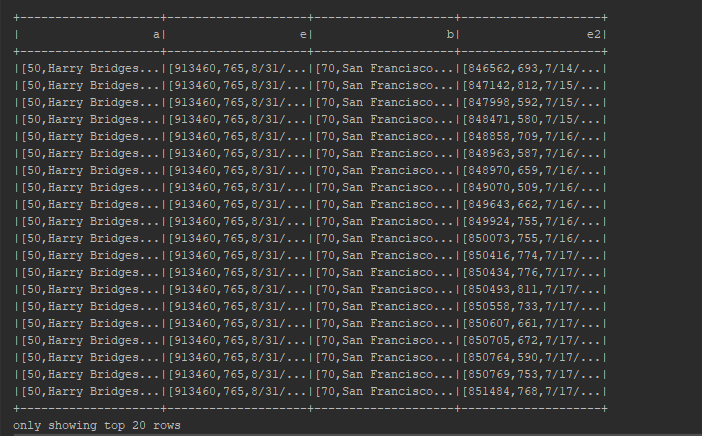 +--------------------+--------------------+--------------------+--------------------+
|                   a|                   e|                   b|                  e2|
+--------------------+--------------------+--------------------+--------------------+
|[50,Harry Bridges...|[913460,765,8/31/...|[70,San Francisco...|[846562,693,7/14/...|
|[50,Harry Bridges...|[913460,765,8/31/...|[70,San Francisco...|[847142,812,7/15/...|
|[50,Harry Bridges...|[913460,765,8/31/...|[70,San Francisco...|[847998,592,7/15/...|
|[50,Harry Bridges...|[913460,765,8/31/...|[70,San Francisco...|[848471,580,7/15/...|
|[50,Harry Bridges...|[913460,765,8/31/...|[70,San Francisco...|[848858,709,7/16/...|
|[50,Harry Bridges...|[913460,765,8/31/...|[70,San Francisco...|[848963,587,7/16/...|
|[50,Harry Bridges...|[913460,765,8/31/...|[70,San Francisco...|[848970,659,7/16/...|
|[50,Harry Bridges...|[913460,765,8/31/...|[70,San Francisco...|[849070,509,7/16/...|
|[50,Harry Bridges...|[913460,765,8/31/...|[70,San Francisco...|[849643,662,7/16/...|
|[50,Harry Bridges...|[913460,765,8/31/...|[70,San Francisco...|[849924,755,7/16/...|
|[50,Harry Bridges...|[913460,765,8/31/...|[70,San Francisco...|[850073,755,7/16/...|
|[50,Harry Bridges...|[913460,765,8/31/...|[70,San Francisco...|[850416,774,7/17/...|
|[50,Harry Bridges...|[913460,765,8/31/...|[70,San Francisco...|[850434,776,7/17/...|
|[50,Harry Bridges...|[913460,765,8/31/...|[70,San Francisco...|[850493,811,7/17/...|
|[50,Harry Bridges...|[913460,765,8/31/...|[70,San Francisco...|[850558,733,7/17/...|
|[50,Harry Bridges...|[913460,765,8/31/...|[70,San Francisco...|[850607,661,7/17/...|
|[50,Harry Bridges...|[913460,765,8/31/...|[70,San Francisco...|[850705,672,7/17/...|
|[50,Harry Bridges...|[913460,765,8/31/...|[70,San Francisco...|[850764,590,7/17/...|
|[50,Harry Bridges...|[913460,765,8/31/...|[70,San Francisco...|[850769,753,7/17/...|
|[50,Harry Bridges...|[913460,765,8/31/...|[70,San Francisco...|[851484,768,7/17/...|
+--------------------+--------------------+--------------------+--------------------+
only showing top 20 rows